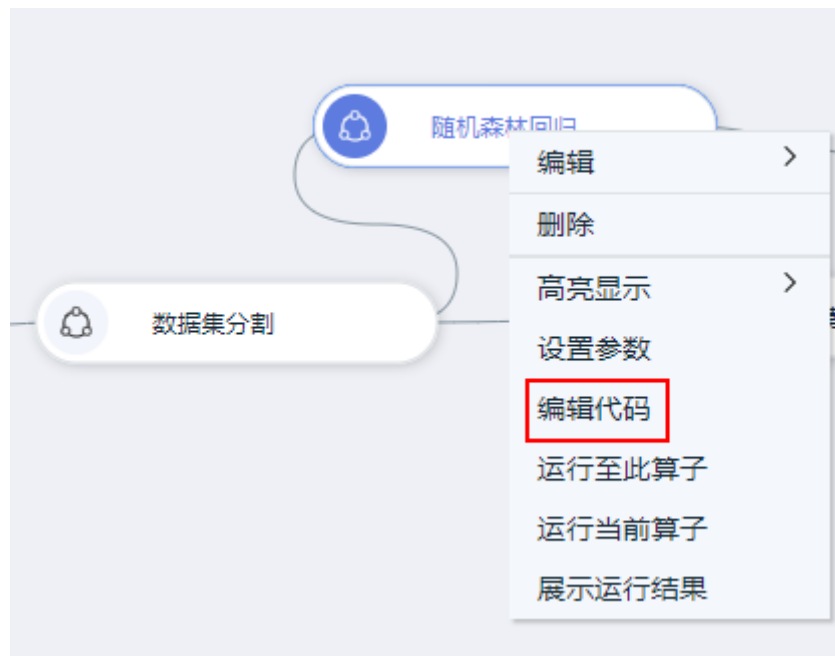 随机森林回归
编辑
删除
高亮显示
数据集分割
设置参数
编辑代码
运行至此算子
运行当前算子
展示运行结果